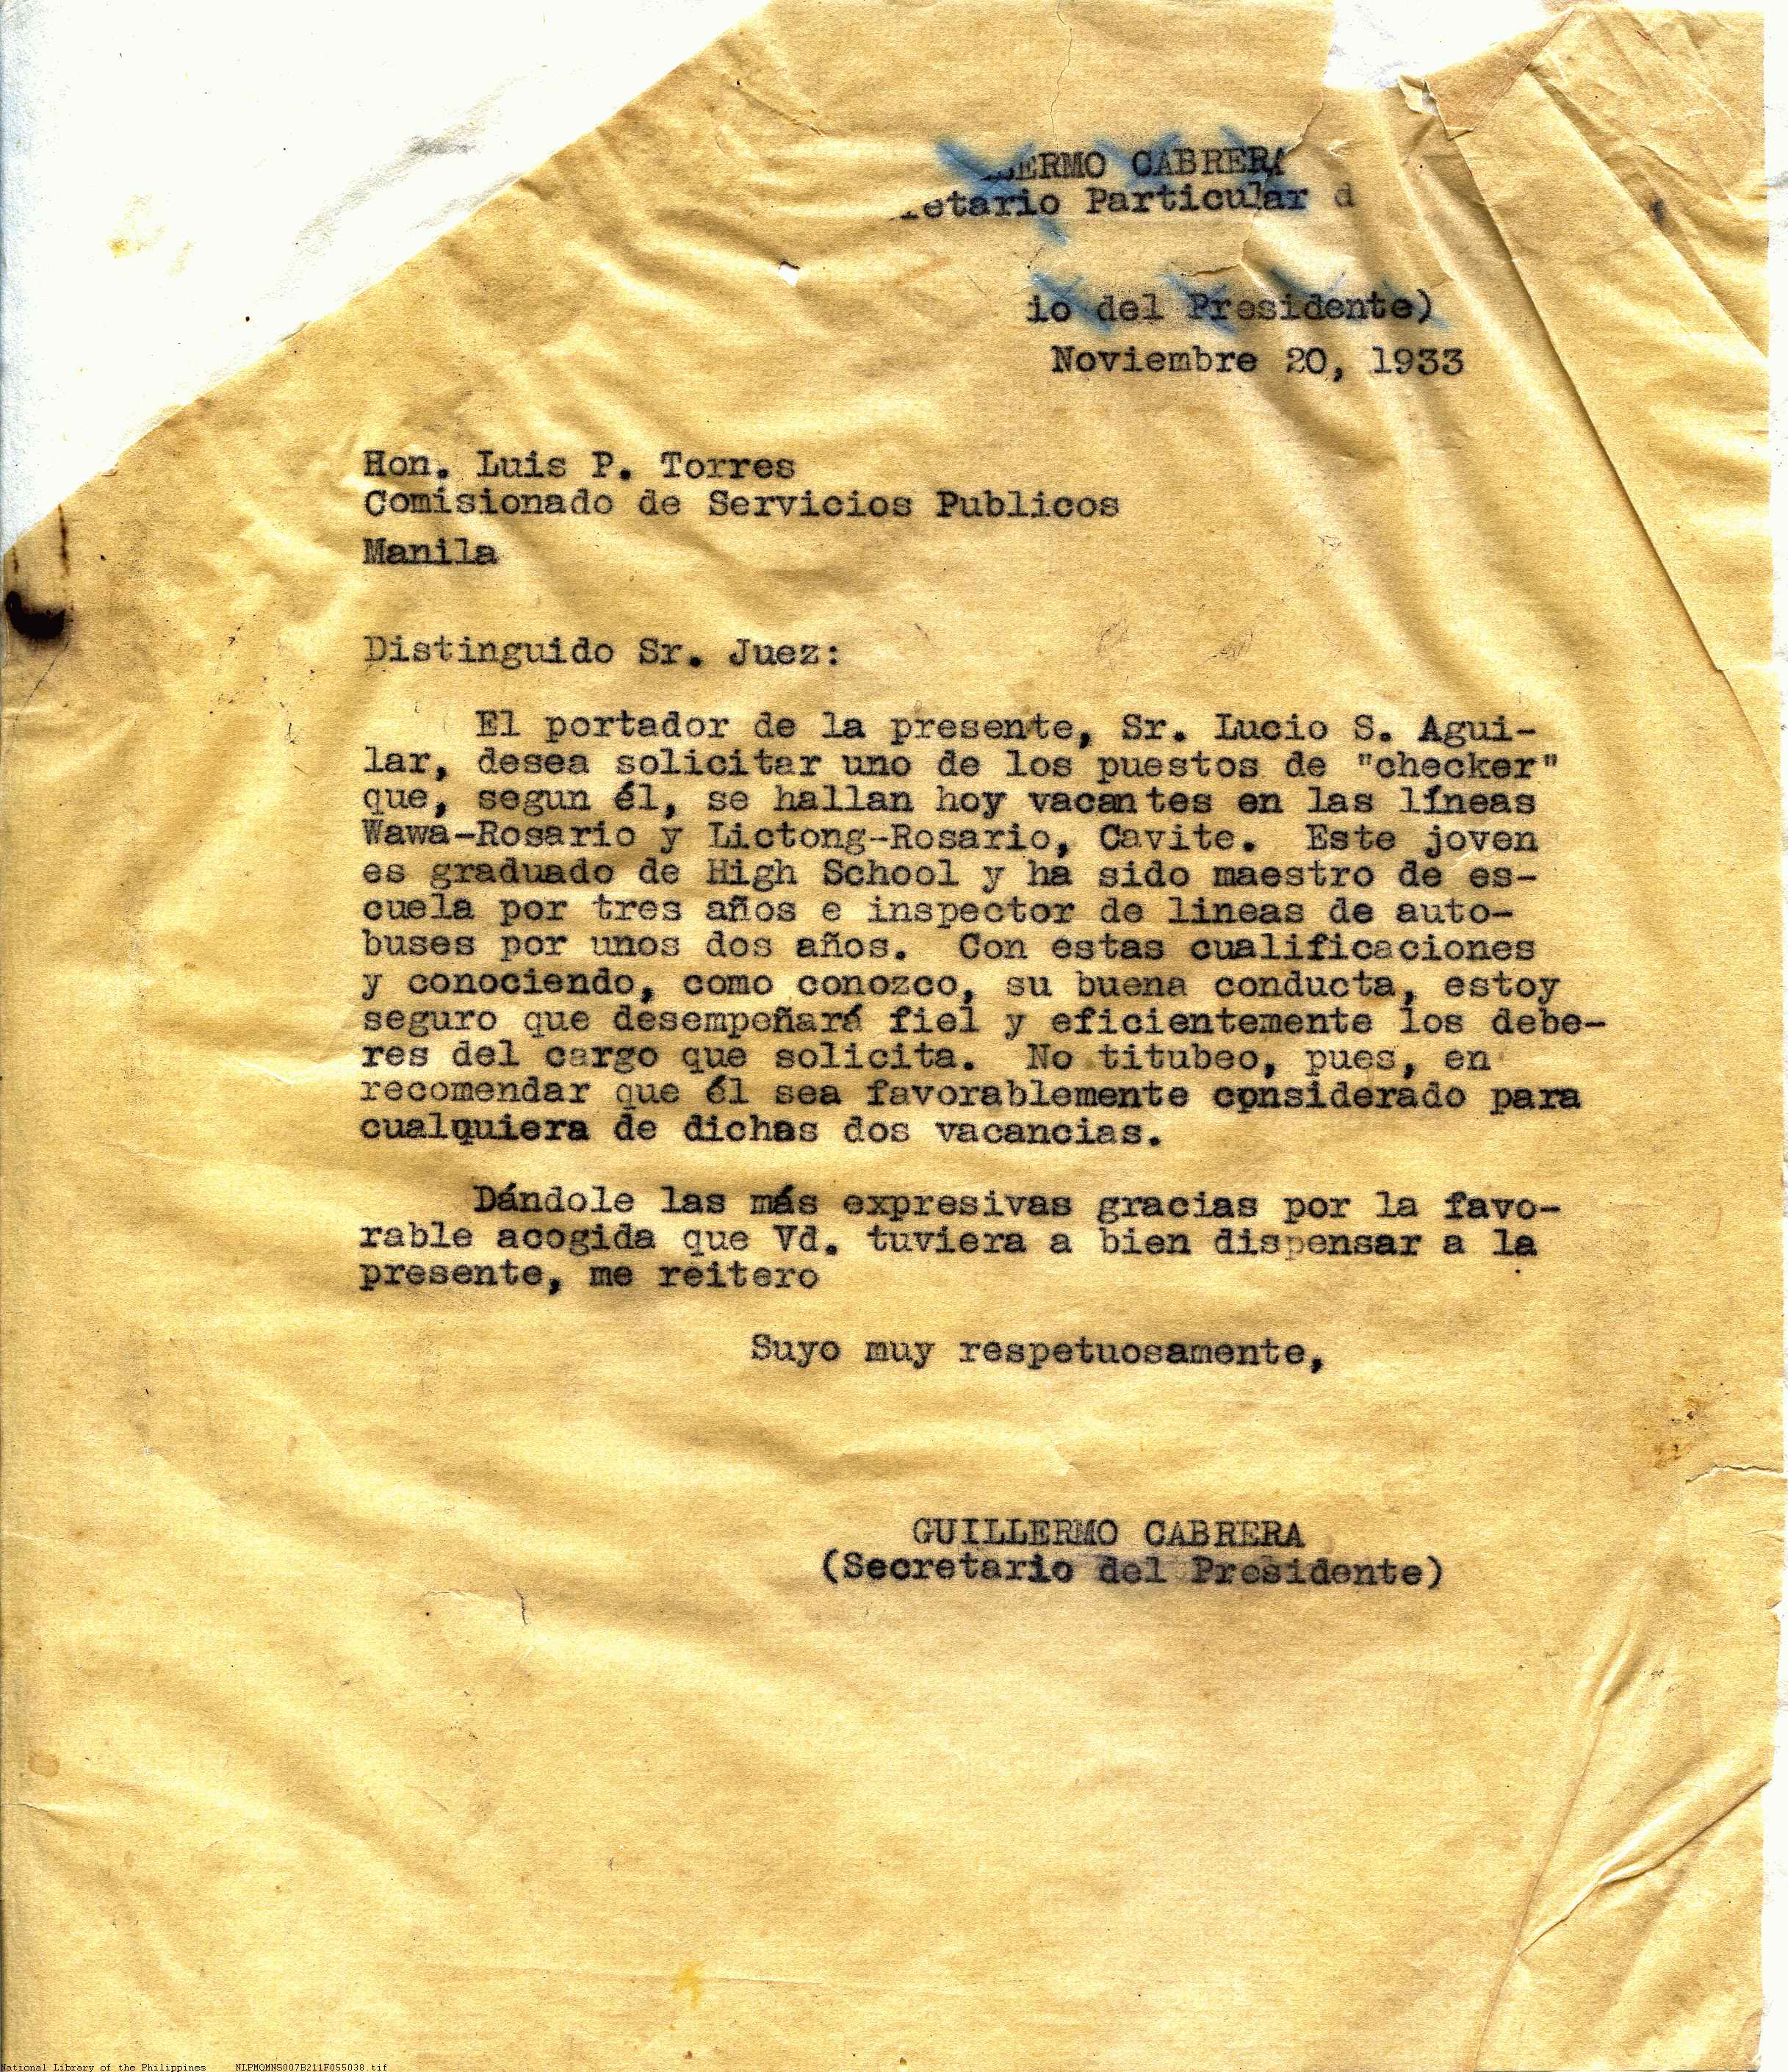 ERMO CABRERA
etario Particular d
io del Presidente)
Noviembre 20, 1933
Hon. Luis P. Torres
Comisionado de Servicios Publicos
Manila
Distinguido Sr. Juez:
El portador de la presente, Sr. Lucio S. Agui-
lar, desea solicitar uno de los puestos de "checker"
que, segun él, se hallan hoy vacantes en las líneas
Wawa-Rosario y Lictong-Rosario, Cavite. Este joven
es graduado de High School y ha sido maestro de es-
cuela por tres años e inspector de lineas de auto-
buses por unos dos años. Con estas cualificaciones
y conociendo, como conozco, su buena conducta, estoy
seguro que desempeñará fiel y eficientemente los debe-
res del cargo que solicita. No titubeo, pues, en
recomendar que él sea favorablemente considerado para
cualquiera de dichas dos vacancias.
Dándole las más expresivas gracias por la favo-
rable acogida que Vd. tuviera a bien dispensar a la
presente, me reitero
Suyo muy respetuosamente,
GUILLERMO CABRERA
(Secretario del Presidente)
National Library of the Philippines NLPMQMNS007B211F055038.tif